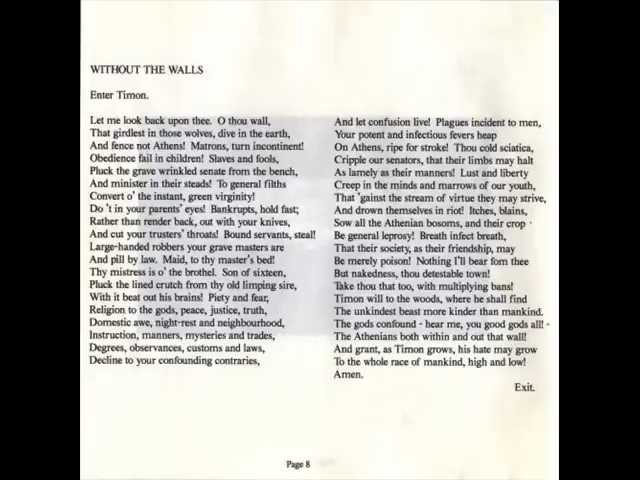 WITHOUT THE WALLS
Enter Timon.
Let me look back upon thee. O thou wall,
That girdlest in those wolves, dive in the earth,
And fence not Athens! Matrons, turn incontinent!
Obedience fail in children! Slaves and fools,
Pluck the grave wrinkled senate from the bench,
And minister in their steads! To general filths
Convert o' the instant, green virginity!
Do 't in your parents' eyes! Bankrupts, hold fast;
Rather than render back, out with your knives,
And cut your trusters' throats! Bound servants, steal!
Large-handed robbers your grave masters are
And pill by law. Maid, to thy master's bed!
Thy mistress is o' the brothel. Son of sixteen,
Pluck the lined crutch from thy old limping sire,
With it beat out his brains! Piety and fear,
Religion to the gods, peace, justice, truth,
Domestic awe, night-rest and neighbourhood,
Instruction, manners, mysteries and trades,
Degrees, observances, customs and laws,
Decline to your confounding contraries,
And let confusion live! Plagues incident to men,
Your potent and infectious fevers heap
On Athens, ripe for stroke! Thou cold sciatica,
Cripple our senators, that their limbs may halt
As lamely as their manners! Lust and liberty
Creep in the minds and marrows of our youth,
That 'gainst the stream of virtue they may strive,
And drown themselves in riot! Itches, blains,
Sow all the Athenian bosoms, and their crop
Be general leprosy! Breath infect breath,
That their society, as their friendship, may
Be merely poison! Nothing I'll bear from thee
But nakedness, thou detestable town!
Take thou that too, with multiplying bans!
Timon will to the woods, where he shall find
The unkindest beast more kinder than mankind.
The gods confound - hear me, you good gods all! -
The Athenians both within and out that wall!
And grant, as Timon grows, his hate may grow
To the whole race of mankind, high and low!
Amen.
Exit.
Page 8